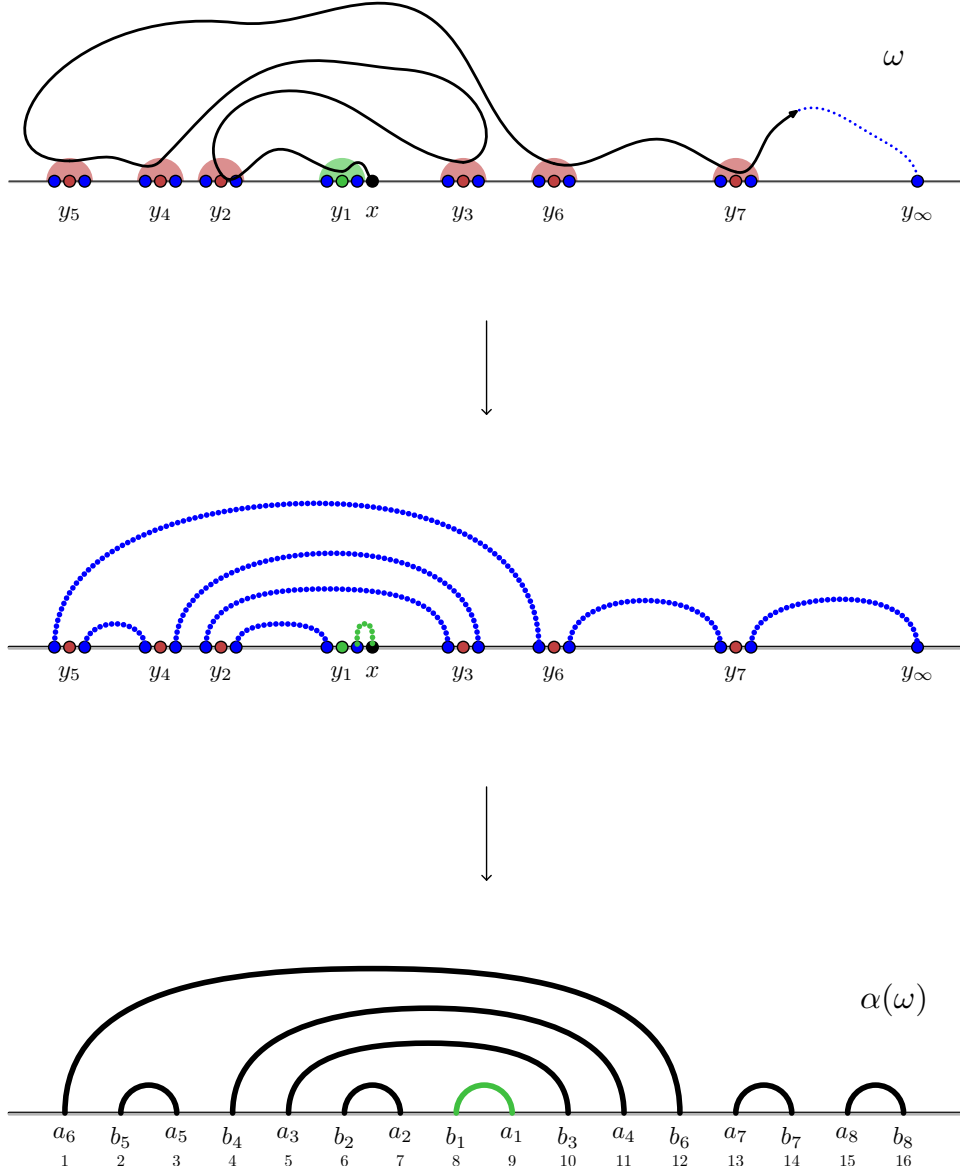 ω
y₅ y₄ y₂ y₁ x y₃ y₆ y₇ y∞
y₅ y₄ y₂ y₁ x y₃ y₆ y₇ y∞
α(ω)
a₆ b₅ a₅ b₄ a₃ b₂ a₂ b₁ a₁ b₃ a₄ b₆ a₇ b₇ a₈ b₈
1 2 3 4 5 6 7 8 9 10 11 12 13 14 15 16